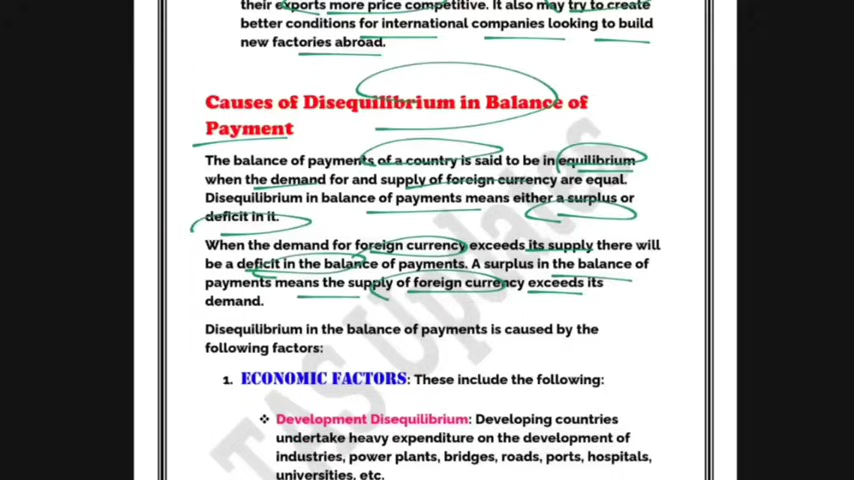 their exports more price competitive. It also may try to create
better conditions for international companies looking to build
new factories abroad.
Causes of Disequilibrium in Balance of
Payment
The balance of payments of a country is said to be in equilibrium
when the demand for and supply of foreign currency are equal.
Disequilibrium in balance of payments means either a surplus or
deficit in it.
When the demand for foreign currency exceeds its supply there will
be a deficit in the balance of payments. A surplus in the balance of
payments means the supply of foreign currency exceeds its
demand.
Disequilibrium in the balance of payments is caused by the
following factors:
1. ECONOMIC FACTORS: These include the following:
❖ Development Disequilibrium: Developing countries
undertake heavy expenditure on the development of
industries, power plants, bridges, roads, ports, hospitals,
universities, etc.
TAS Updates